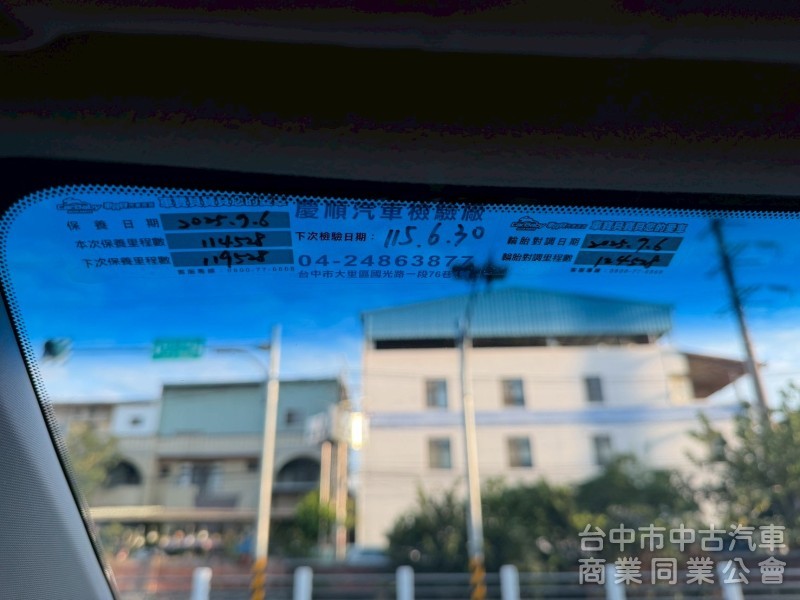 保養日期 2025.7.6
本次保養里程數 114528
下次保養里程數 119528
慶順汽車檢驗廠
下次檢驗日期： 115.6.30
04-24863877
台中市大里區國光路一段76巷
輪胎對調日期 2025.7.6
輪胎對調里程數 124528
台中市中古汽車
商業同業公會